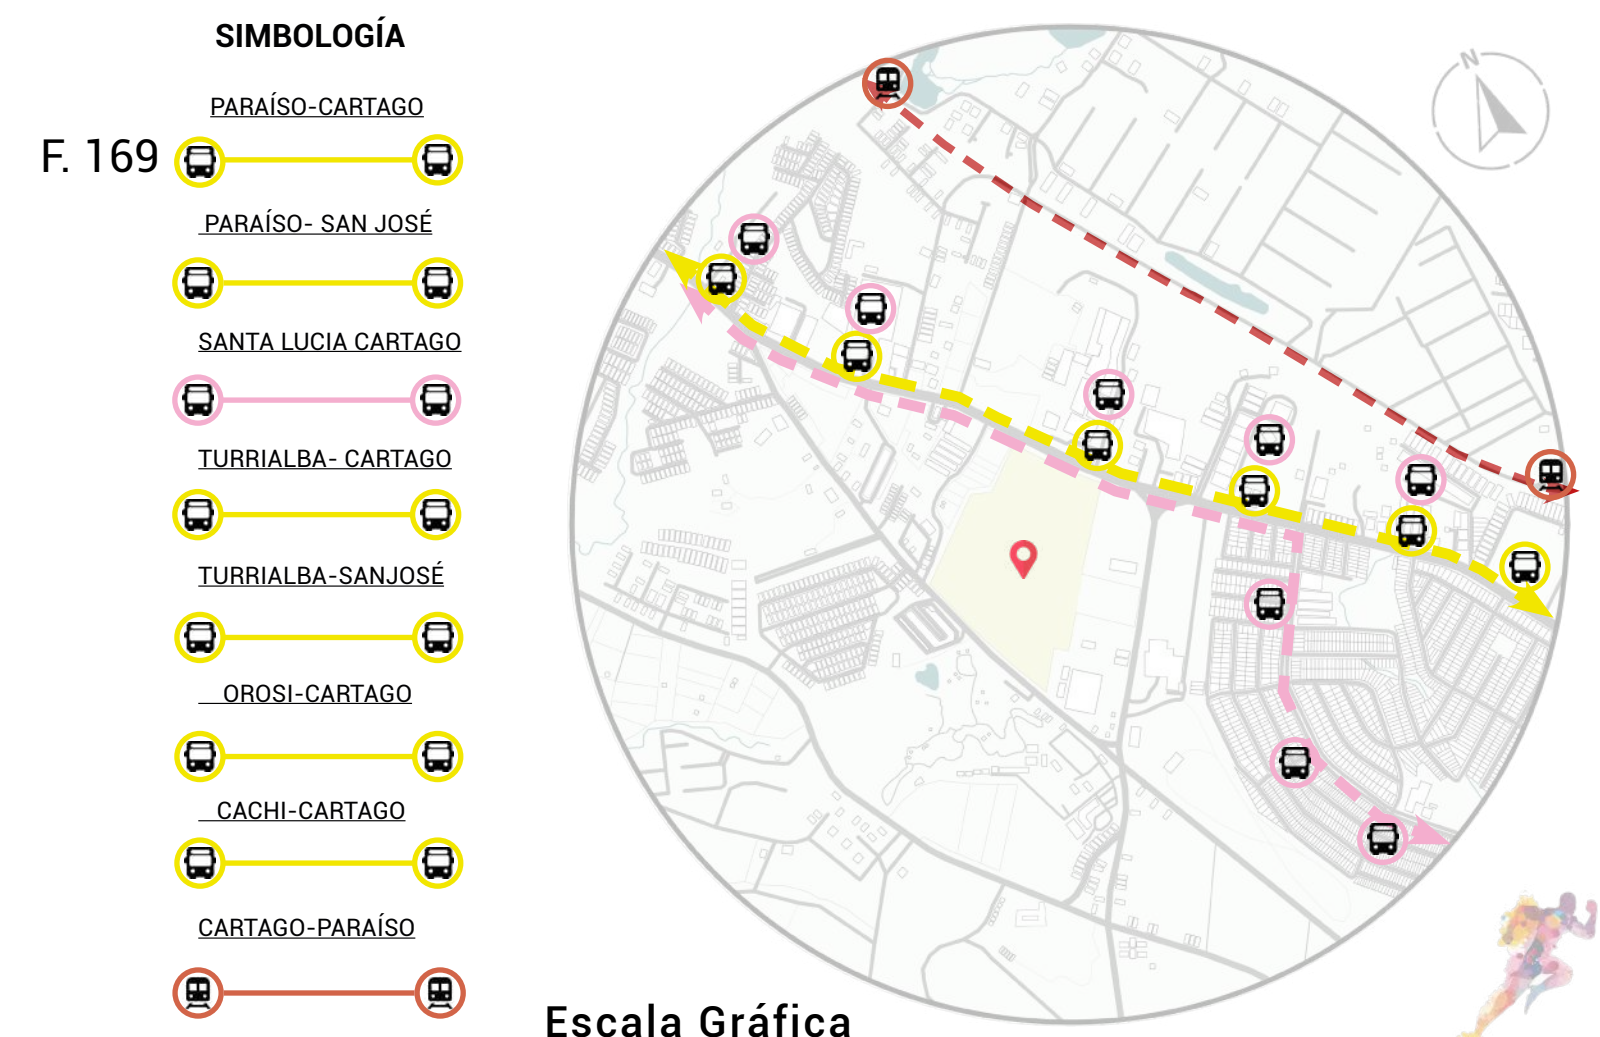 SIMBOLOGÍA
PARAÍSO-CARTAGO
F. 169
PARAÍSO- SAN JOSÉ
SANTA LUCIA CARTAGO
TURRIALBA- CARTAGO
TURRIALBA-SANJOSÉ
OROSI-CARTAGO
CACHI-CARTAGO
CARTAGO-PARAÍSO
N
Escala Gráfica